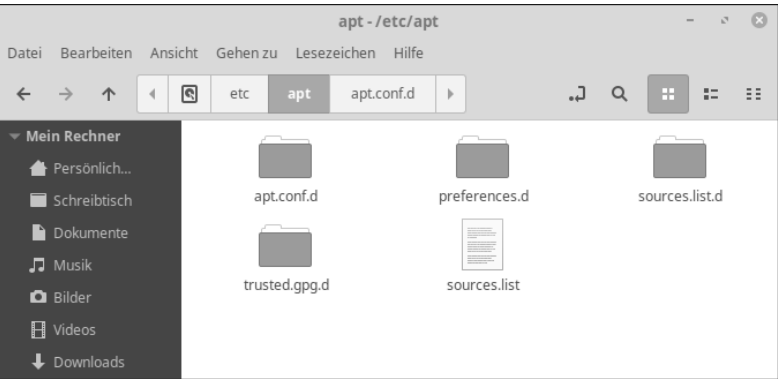 apt - /etc/apt
Datei Bearbeiten Ansicht Gehen zu Lesezeichen Hilfe
etc apt apt.conf.d
Mein Rechner
Persönlich...
Schreibtisch
Dokumente
Musik
Bilder
Videos
Downloads
apt.conf.d preferences.d sources.list.d
trusted.gpg.d sources.list